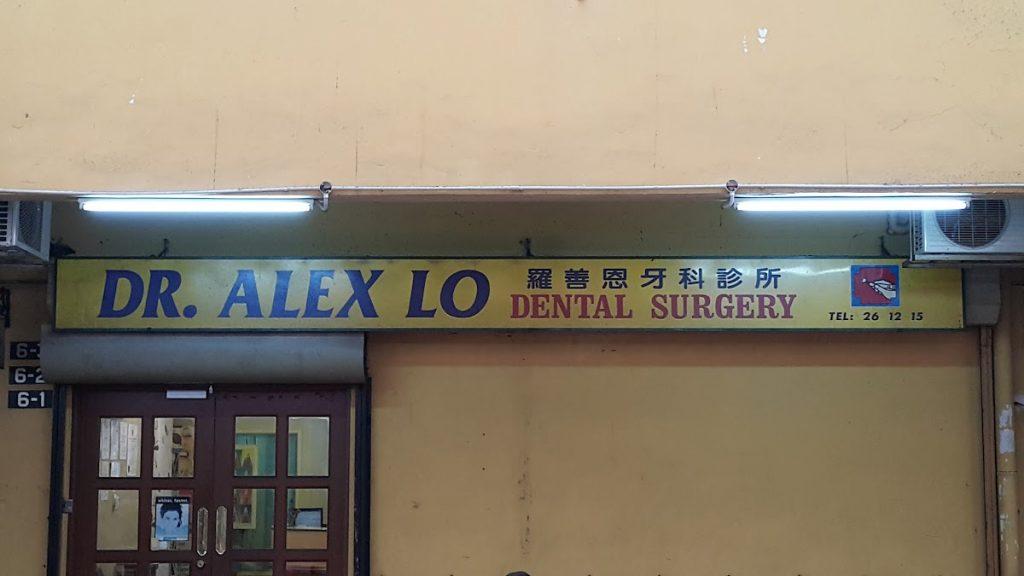 DR. ALEX LO
羅善恩牙科診所
DENTAL SURGERY
TEL: 26 12 15
6-2
6-1